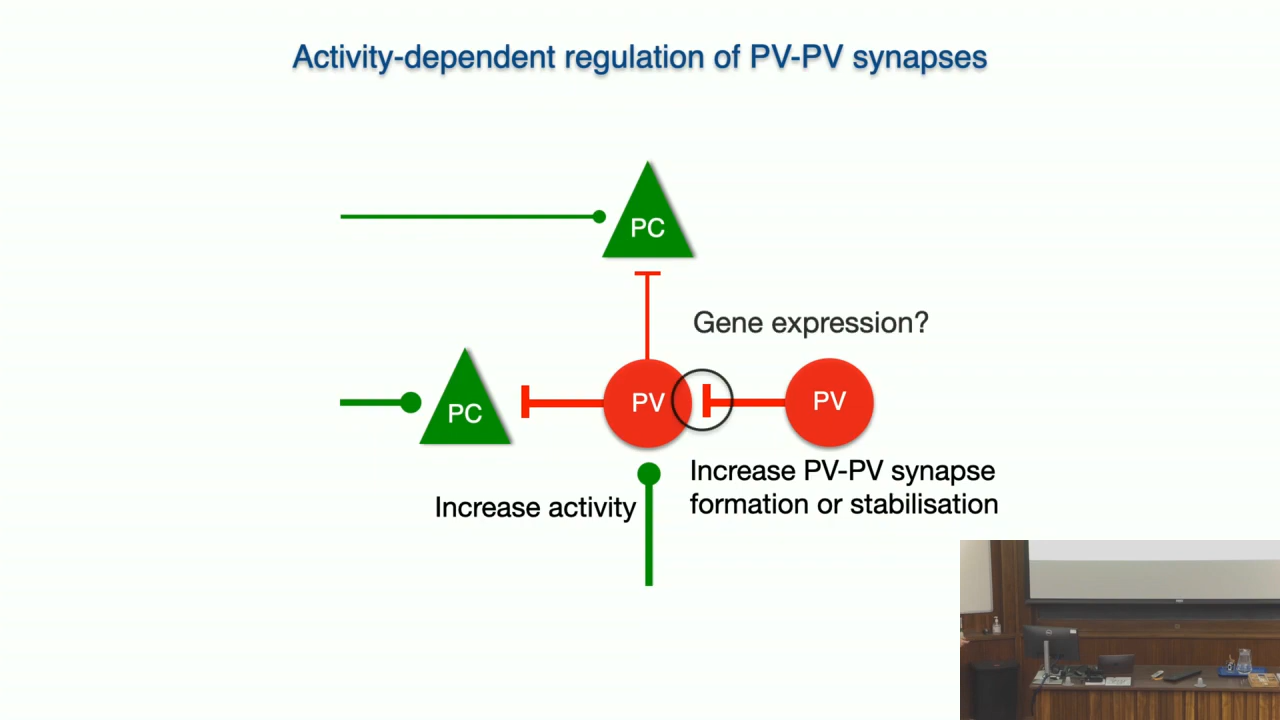 Activity-dependent regulation of PV-PV synapses
PC
Gene expression?
PC
PV
PV
Increase PV-PV synapse
formation or stabilisation
Increase activity